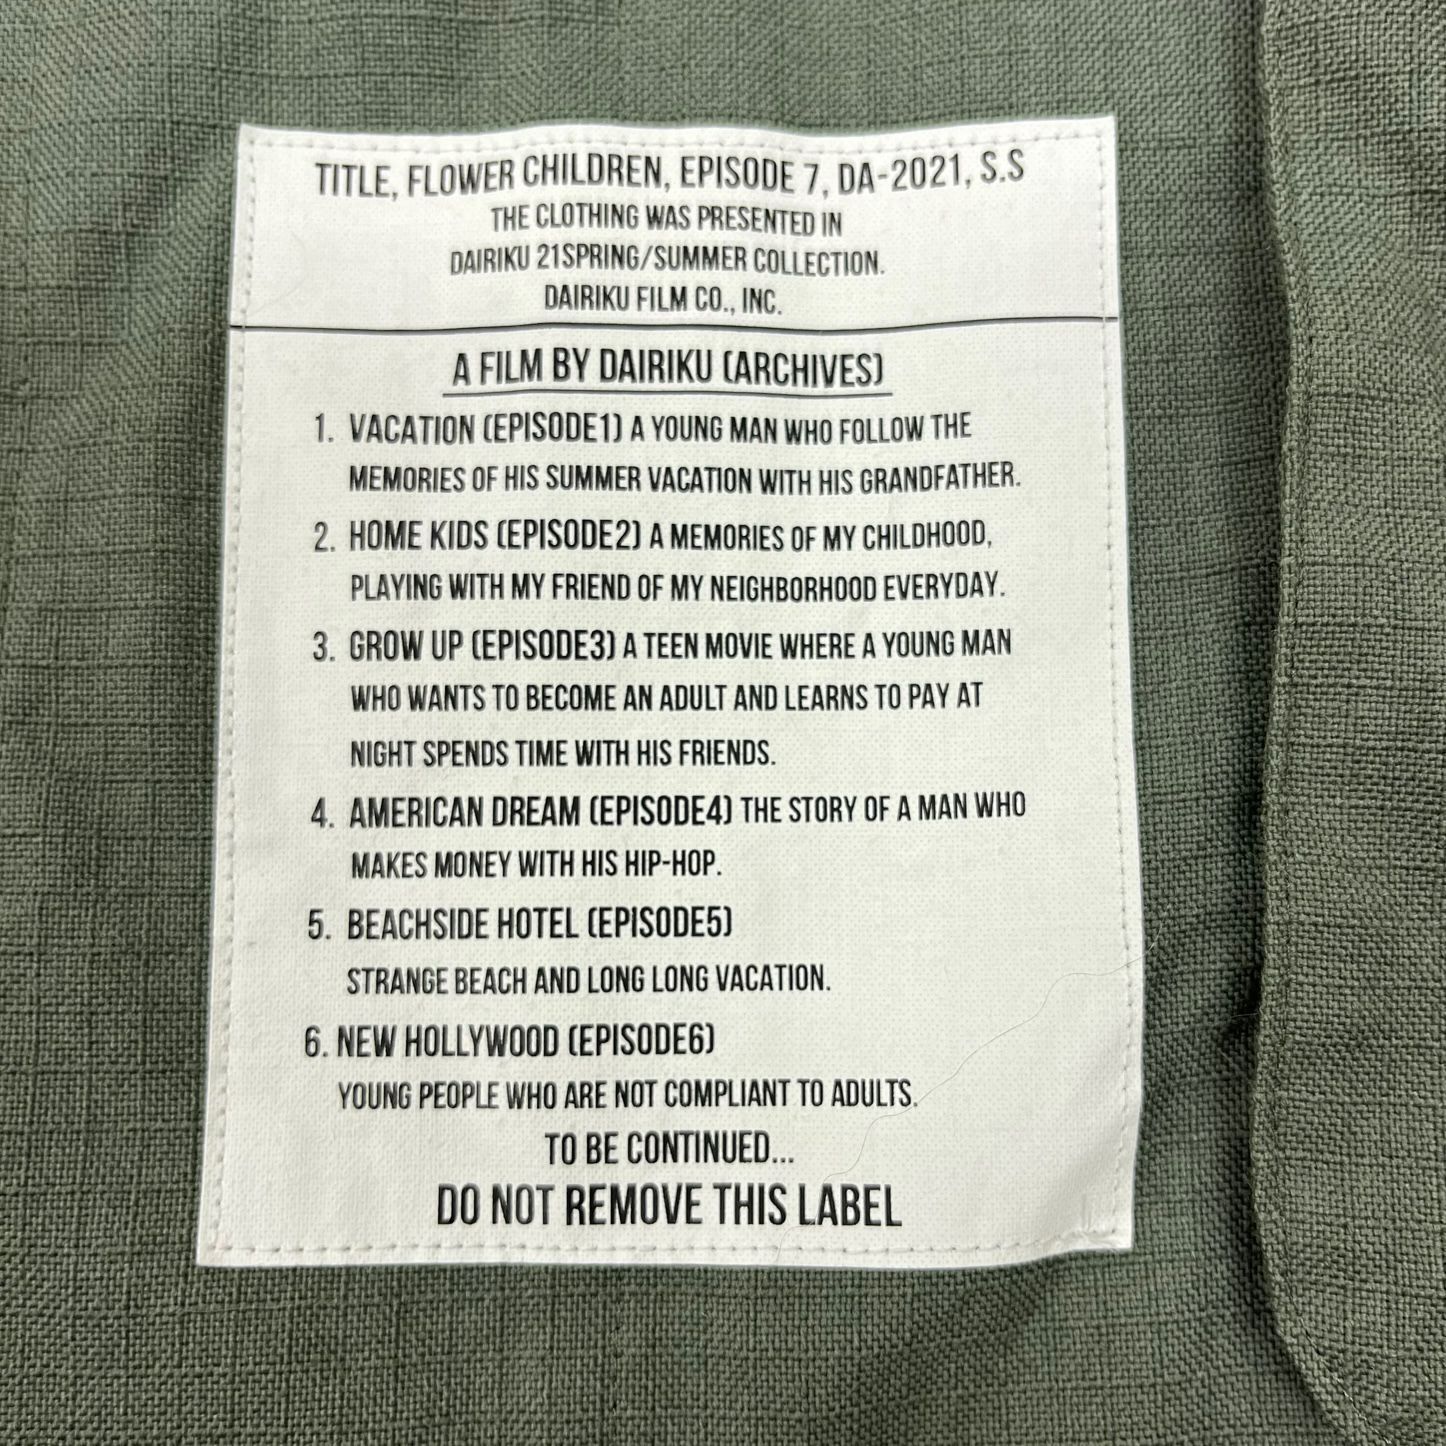 TITLE, FLOWER CHILDREN, EPISODE 7, DA-2021, S.S
THE CLOTHING WAS PRESENTED IN
DAIRIKU 21SPRING/SUMMER COLLECTION.
DAIRIKU FILM CO., INC.
A FILM BY DAIRIKU (ARCHIVES)
1. VACATION (EPISODE1) A YOUNG MAN WHO FOLLOW THE
MEMORIES OF HIS SUMMER VACATION WITH HIS GRANDFATHER.
2. HOME KIDS (EPISODE2) A MEMORIES OF MY CHILDHOOD,
PLAYING WITH MY FRIEND OF MY NEIGHBORHOOD EVERYDAY.
3. GROW UP (EPISODE3) A TEEN MOVIE WHERE A YOUNG MAN
WHO WANTS TO BECOME AN ADULT AND LEARNS TO PAY AT
NIGHT SPENDS TIME WITH HIS FRIENDS.
4. AMERICAN DREAM (EPISODE4) THE STORY OF A MAN WHO
MAKES MONEY WITH HIS HIP-HOP.
5. BEACHSIDE HOTEL (EPISODE5)
STRANGE BEACH AND LONG LONG VACATION.
6. NEW HOLLYWOOD (EPISODE6)
YOUNG PEOPLE WHO ARE NOT COMPLIANT TO ADULTS.
TO BE CONTINUED...
DO NOT REMOVE THIS LABEL